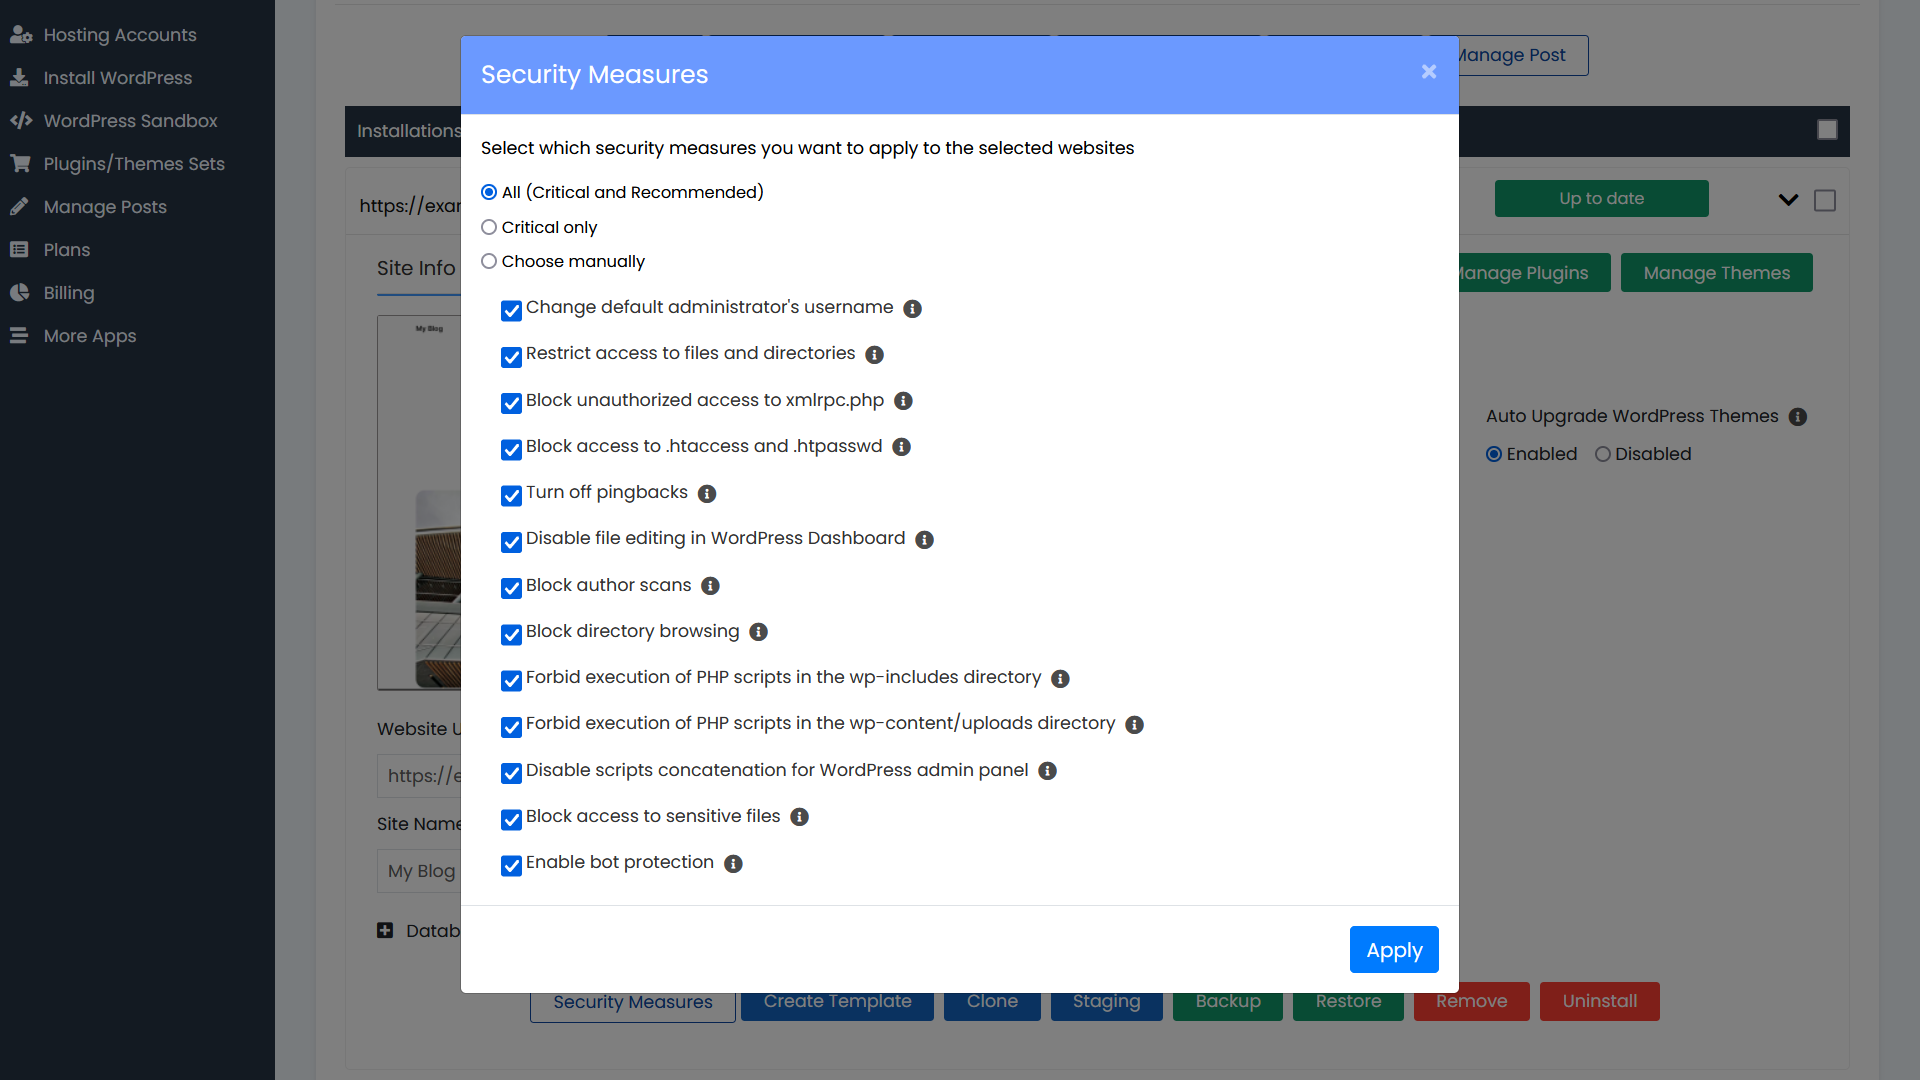 Hosting Accounts
Install WordPress
WordPress Sandbox
Plugins/Themes Sets
Manage Posts
Plans
Billing
More Apps
Manage Post
Installations
https://exa
Up to date
Site Info
Manage Plugins
Manage Themes
My Blog
Auto Upgrade WordPress Themes
Enabled
Disabled
Website U
https://e
Site Name
My Blog
Datab
Security Measures
×
Select which security measures you want to apply to the selected websites
All (Critical and Recommended)
Critical only
Choose manually
Change default administrator's username
Restrict access to files and directories
Block unauthorized access to xmlrpc.php
Block access to .htaccess and .htpasswd
Turn off pingbacks
Disable file editing in WordPress Dashboard
Block author scans
Block directory browsing
Forbid execution of PHP scripts in the wp-includes directory
Forbid execution of PHP scripts in the wp-content/uploads directory
Disable scripts concatenation for WordPress admin panel
Block access to sensitive files
Enable bot protection
Apply
Security Measures
Create Template
Clone
Staging
Backup
Restore
Remove
Uninstall